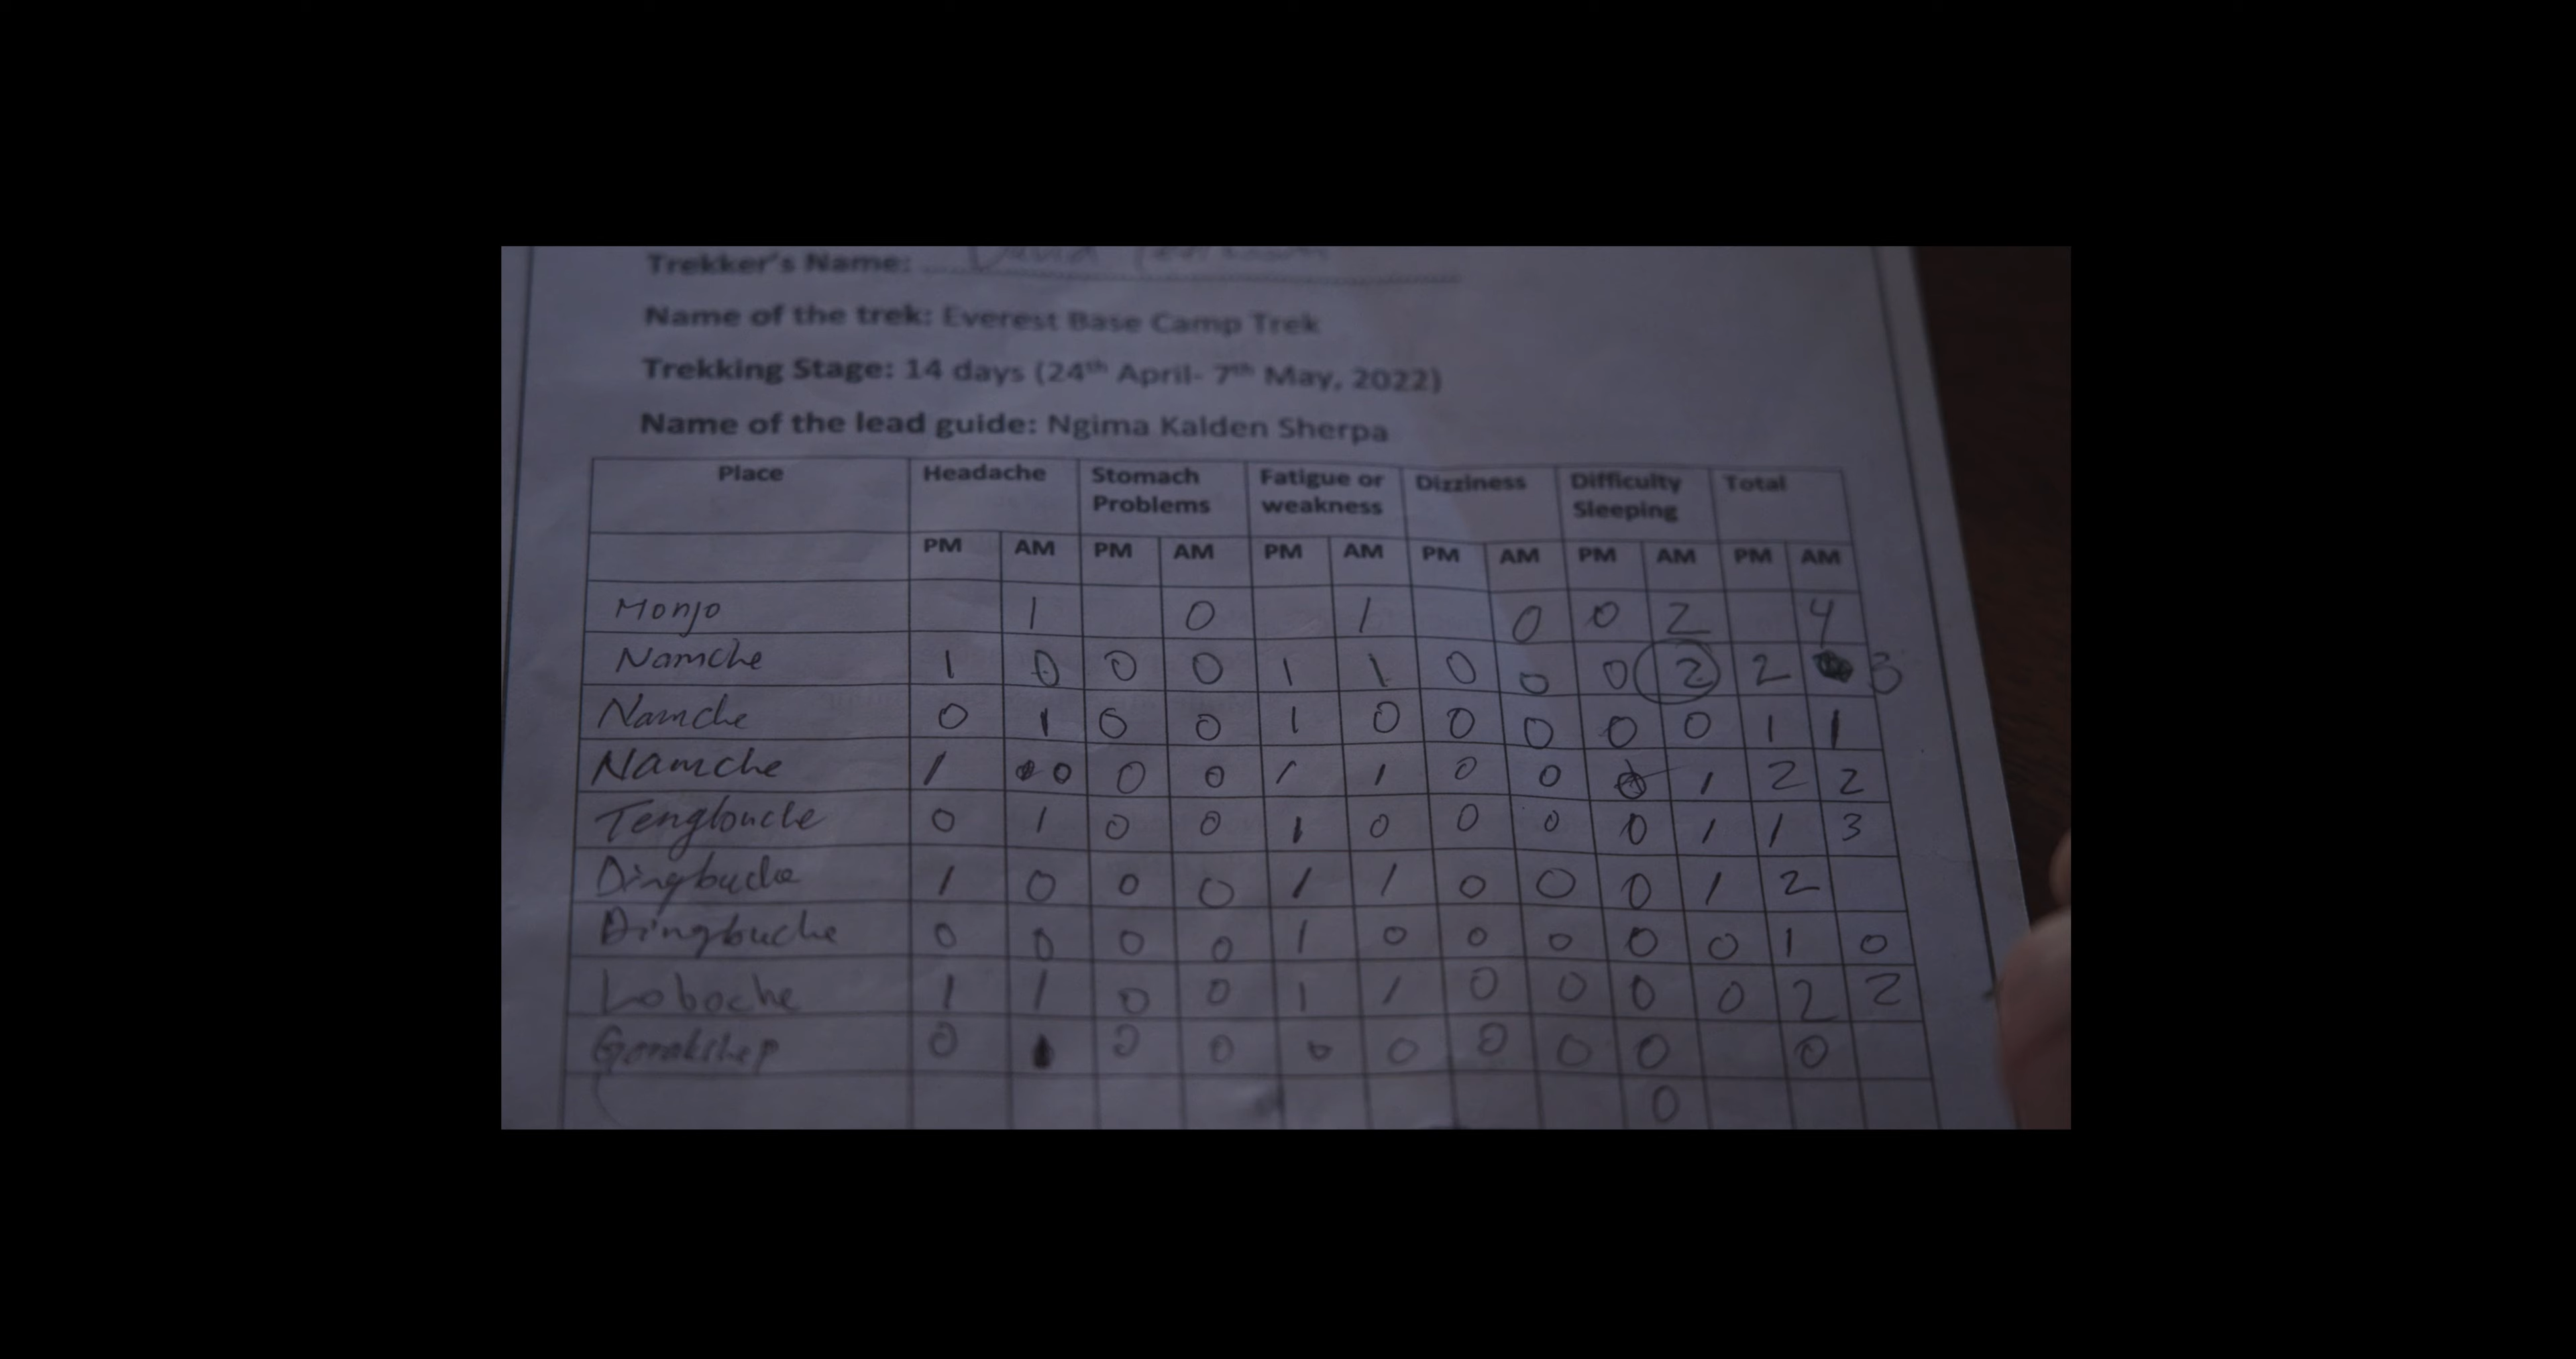 Trekker's Name: David
Name of the trek: Everest Base Camp Trek
Trekking Stage: 14 days (24th April- 7th May, 2022)
Name of the lead guide: Ngima Kalden Sherpa
Place Headache Stomach Problems Fatigue or weakness Dizziness Difficulty Sleeping Total
PM AM PM AM PM AM PM AM PM AM PM AM
Monjo 1 0 1 0 0 2 4
Namche 1 0 0 0 1 1 0 0 0 2 2 3
Namche 0 1 0 0 1 0 0 0 0 0 1 1
Namche 1 0 0 0 1 1 0 0 0 1 2 2
Tenglouche 0 1 0 0 1 0 0 0 0 1 1 3
Dingbuche 1 0 0 0 1 1 0 0 0 1 2
Dingbuche 0 0 0 0 1 0 0 0 0 0 1 0
Loboche 1 1 0 0 1 1 0 0 0 0 2 2
Gorakshep 0 0 0 0 0 0 0 0 0
0